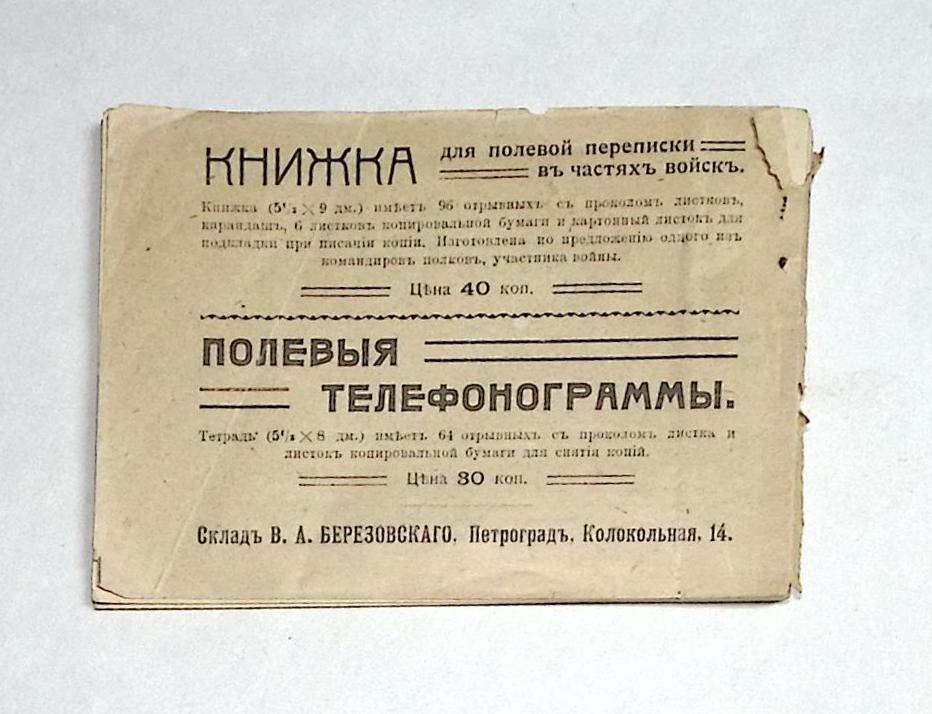 КНИЖКА для полевой переписки
въ частяхъ войскъ.
Книжка (5¹/₂ × 9 дм.) имѣетъ 96 отрывныхъ съ проколомъ листковъ,
карандашъ, 6 листковъ копировальной бумаги и картонный листокъ для
подкладки при писаніи копій. Изготовлена по предложенію одного изъ
командировъ полковъ, участника войны.
Цѣна 40 коп.
ПОЛЕВЫЯ
ТЕЛЕФОНОГРАММЫ.
Тетрадь (5¹/₂ × 8 дм.) имѣетъ 64 отрывныхъ съ проколомъ листка и
листокъ копировальной бумаги для снятія копій.
Цѣна 30 коп.
Складъ В. А. БЕРЕЗОВСКАГО. Петроградъ, Колокольная, 14.